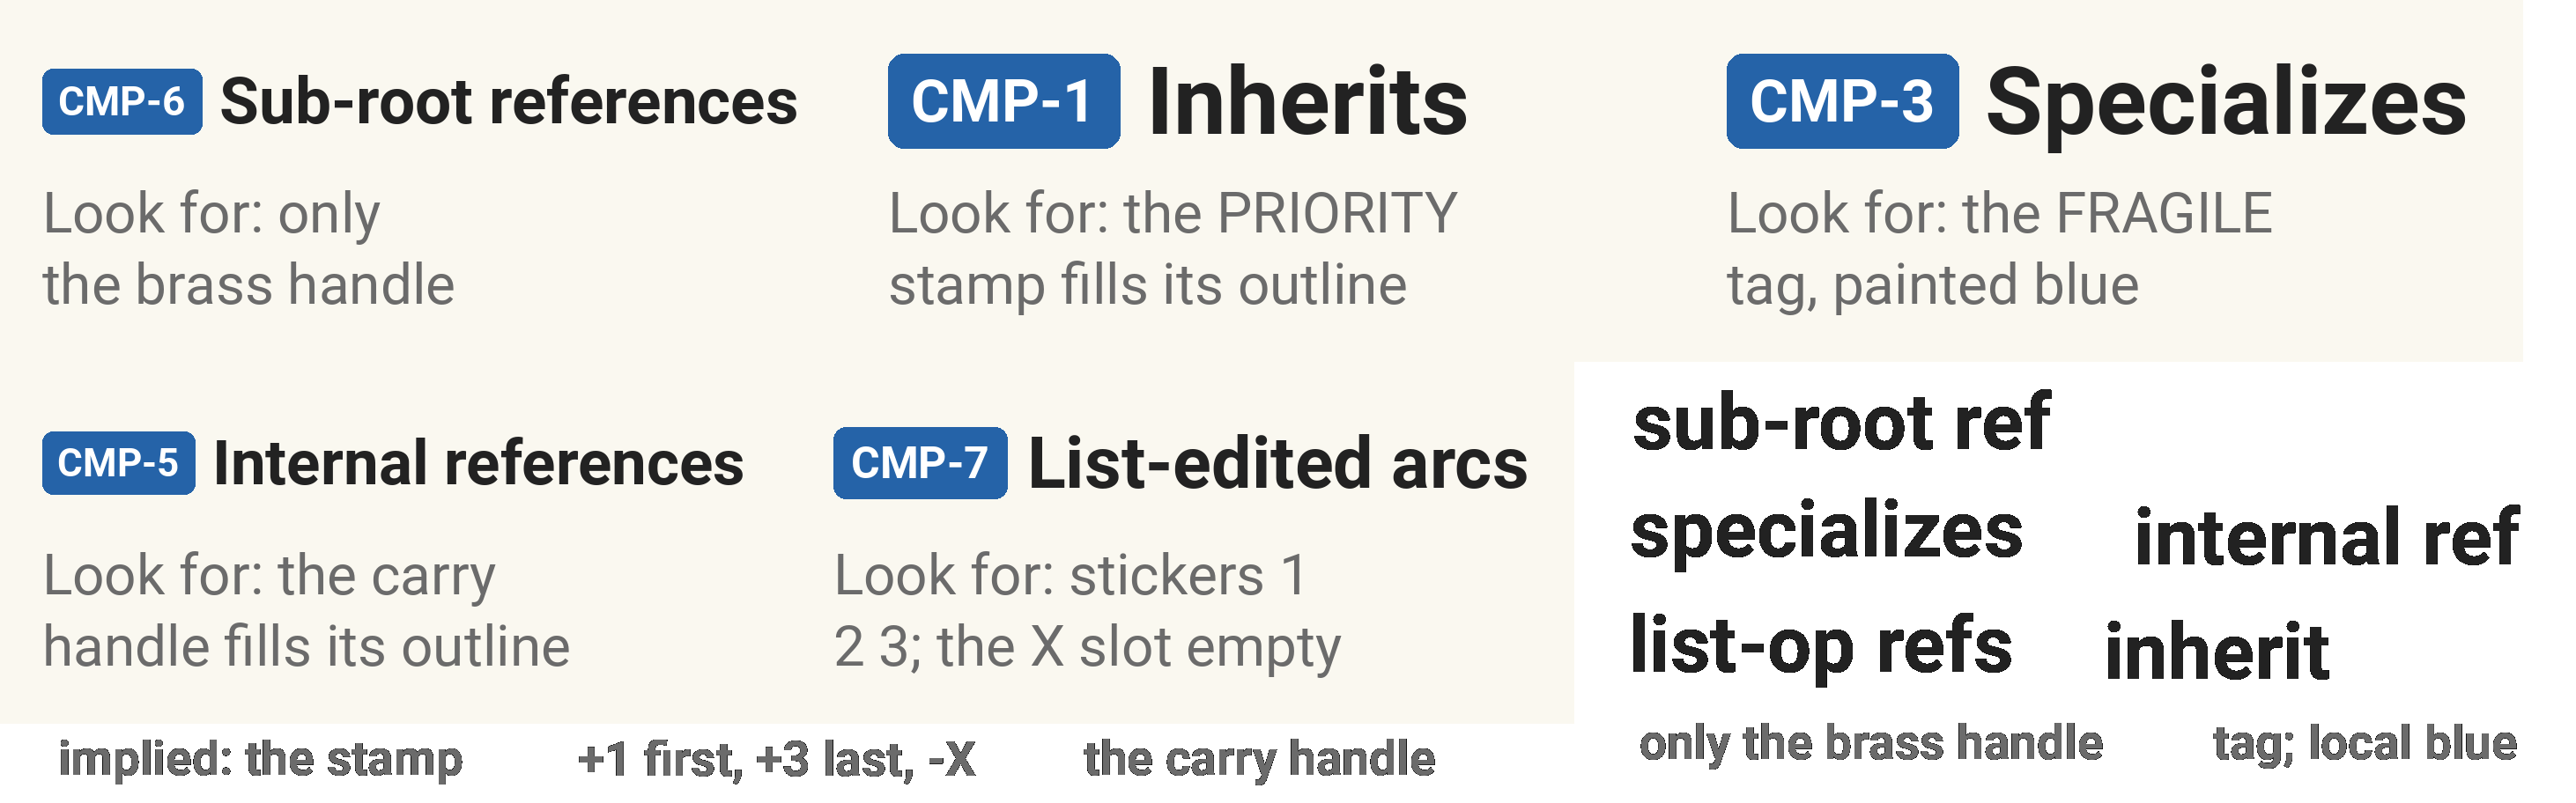 CMP-6 Sub-root references
Look for: only
the brass handle
CMP-1 Inherits
Look for: the PRIORITY
stamp fills its outline
CMP-3 Specializes
Look for: the FRAGILE
tag, painted blue
CMP-5 Internal references
Look for: the carry
handle fills its outline
CMP-7 List-edited arcs
Look for: stickers 1
2 3; the X slot empty
sub-root ref
specializes
internal ref
list-op refs
inherit
implied: the stamp
+1 first, +3 last, -X
the carry handle
only the brass handle
tag; local blue